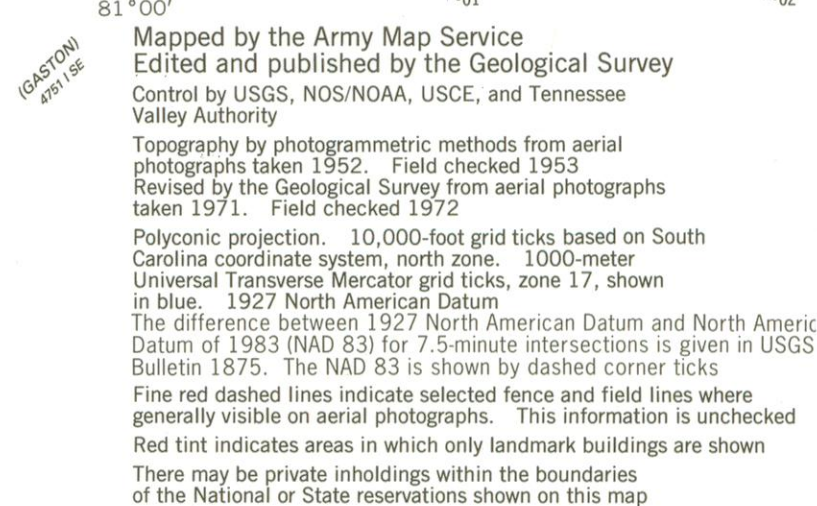 81°00'
01
02
(GASTON)
4751 I SE
Mapped by the Army Map Service
Edited and published by the Geological Survey
Control by USGS, NOS/NOAA, USCE, and Tennessee
Valley Authority
Topography by photogrammetric methods from aerial
photographs taken 1952. Field checked 1953
Revised by the Geological Survey from aerial photographs
taken 1971. Field checked 1972
Polyconic projection. 10,000-foot grid ticks based on South
Carolina coordinate system, north zone. 1000-meter
Universal Transverse Mercator grid ticks, zone 17, shown
in blue. 1927 North American Datum
The difference between 1927 North American Datum and North Americ
Datum of 1983 (NAD 83) for 7.5-minute intersections is given in USGS
Bulletin 1875. The NAD 83 is shown by dashed corner ticks
Fine red dashed lines indicate selected fence and field lines where
generally visible on aerial photographs. This information is unchecked
Red tint indicates areas in which only landmark buildings are shown
There may be private inholdings within the boundaries
of the National or State reservations shown on this map